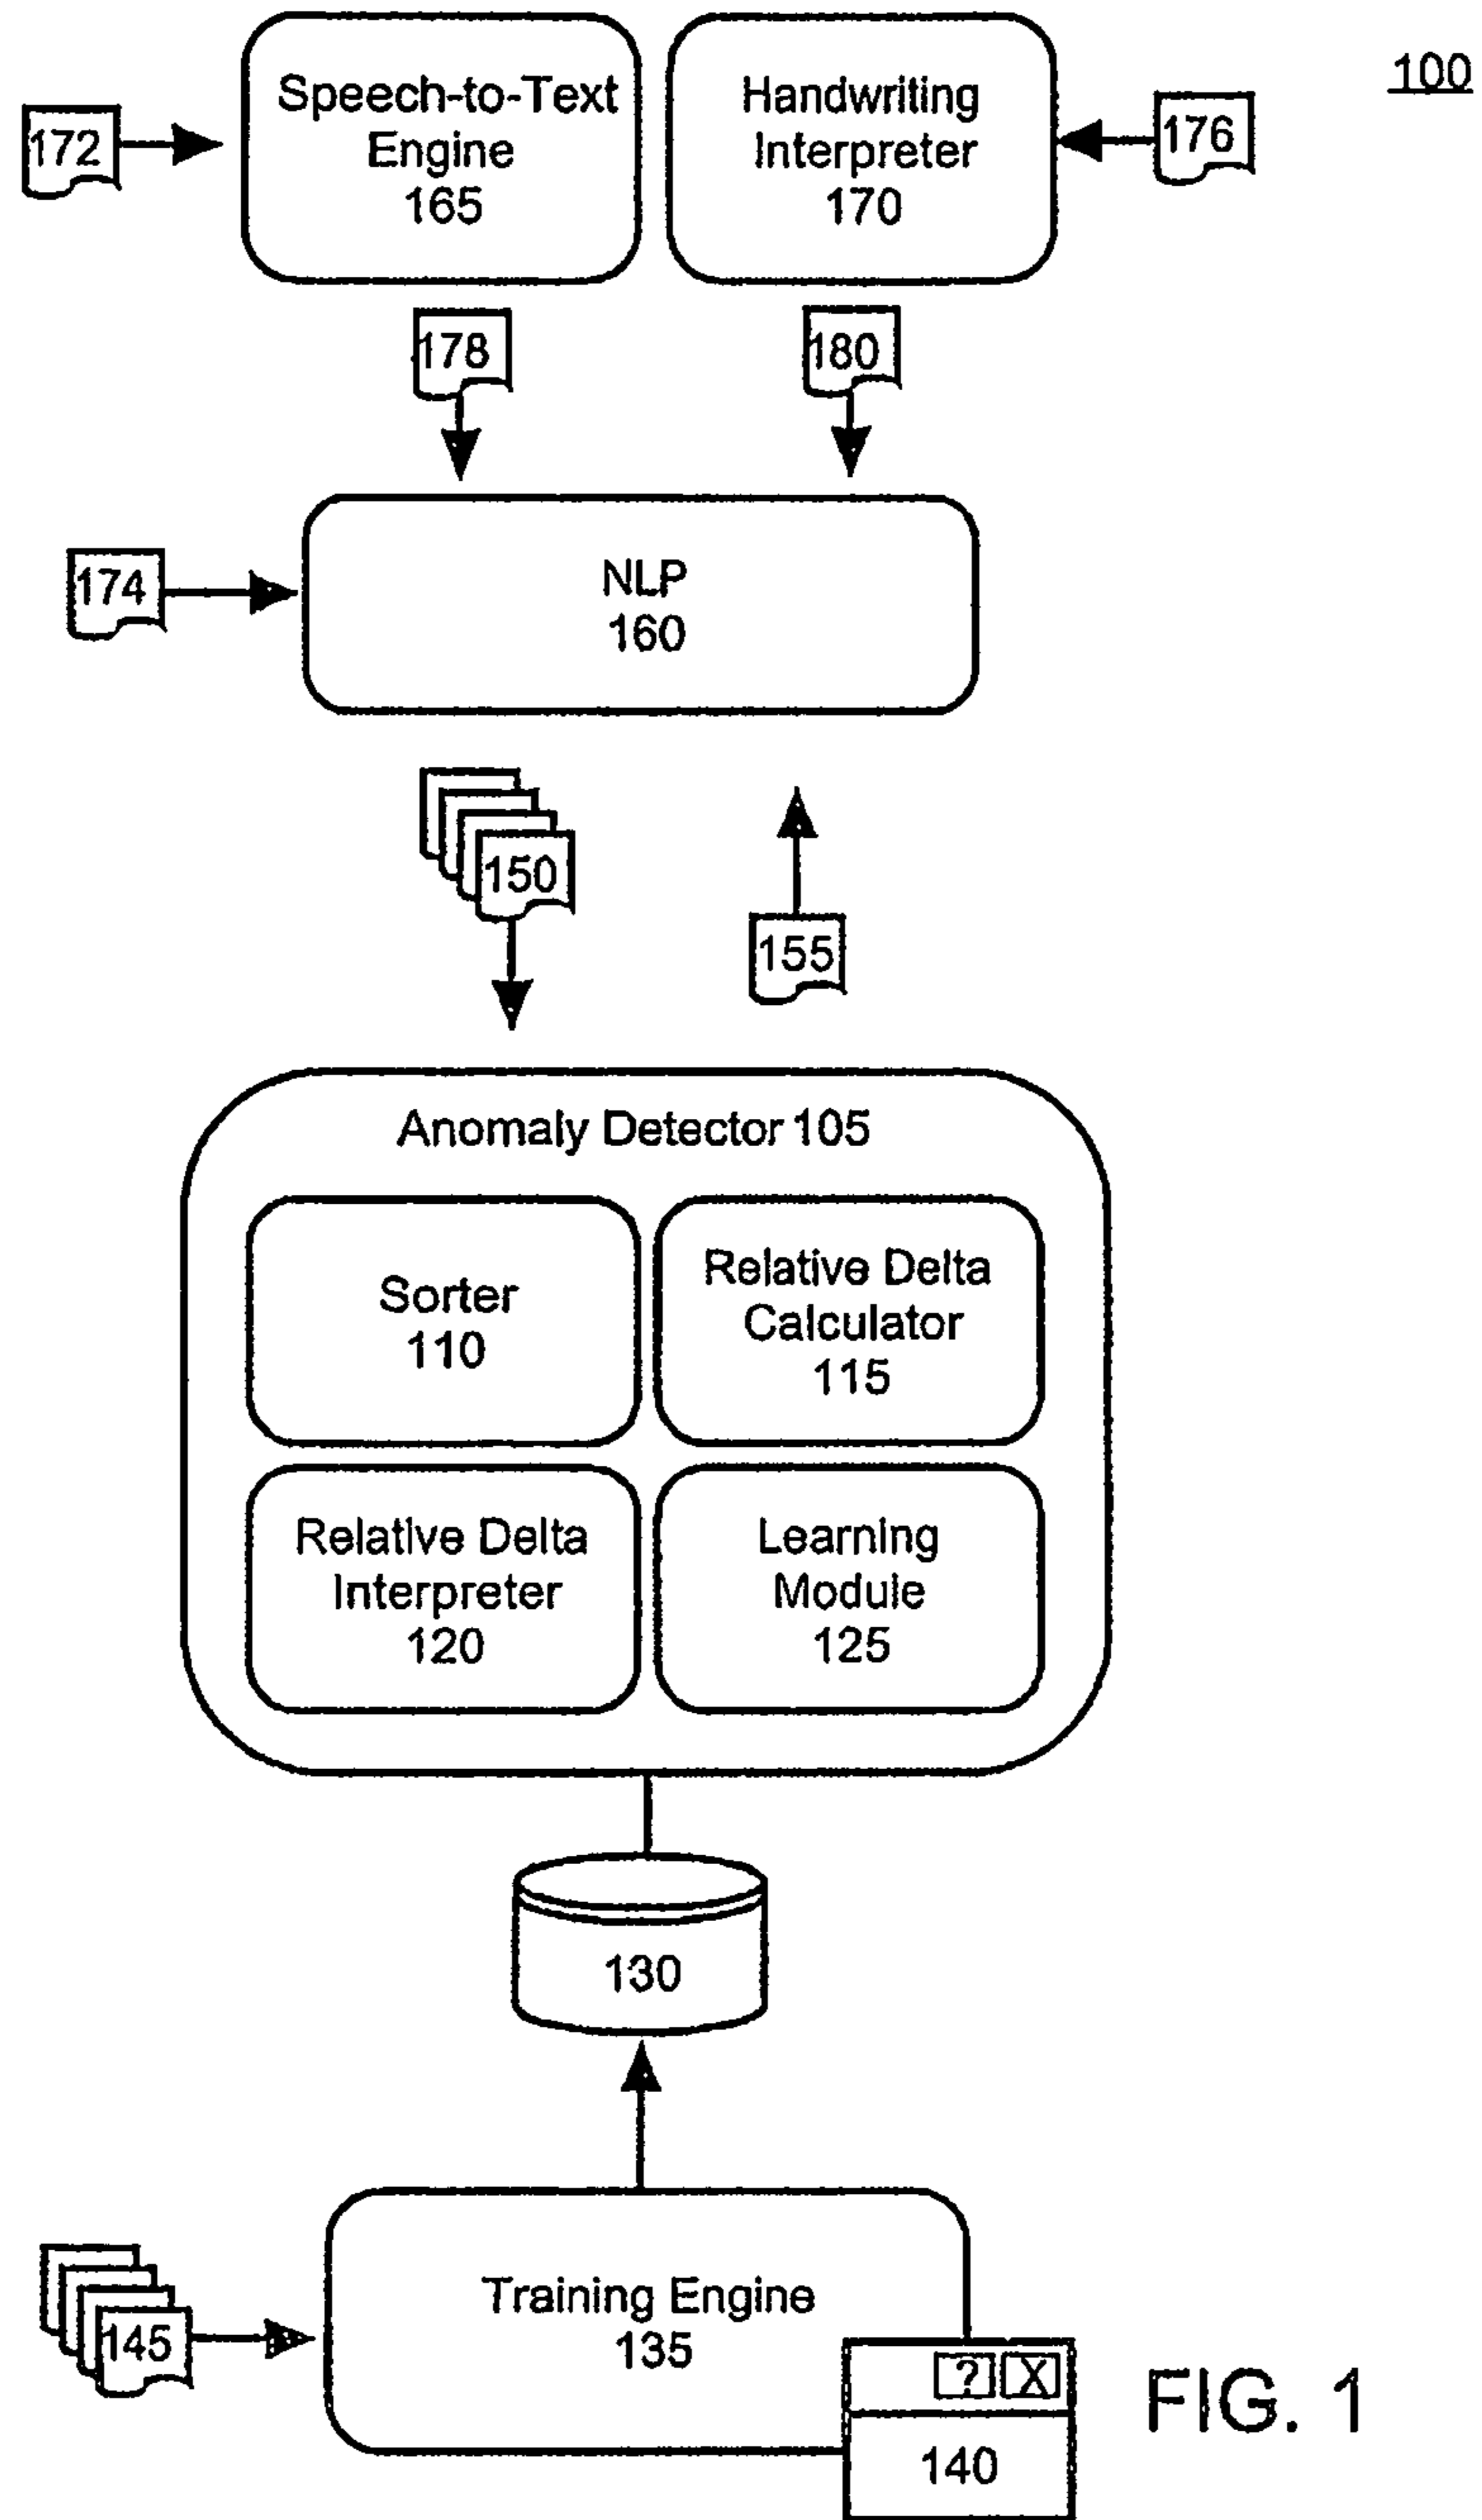 100
Speech-to-Text
Engine
165
Handwriting
Interpreter
170
172
176
178
180
NLP
160
174
150
155
Anomaly Detector 105
Sorter
110
Relative Delta
Calculator
115
Relative Delta
Interpreter
120
Learning
Module
125
130
Training Engine
135
145
? X
140
FIG. 1